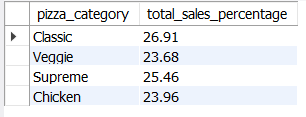 pizza_category total_sales_percentage
Classic 26.91
Veggie 23.68
Supreme 25.46
Chicken 23.96